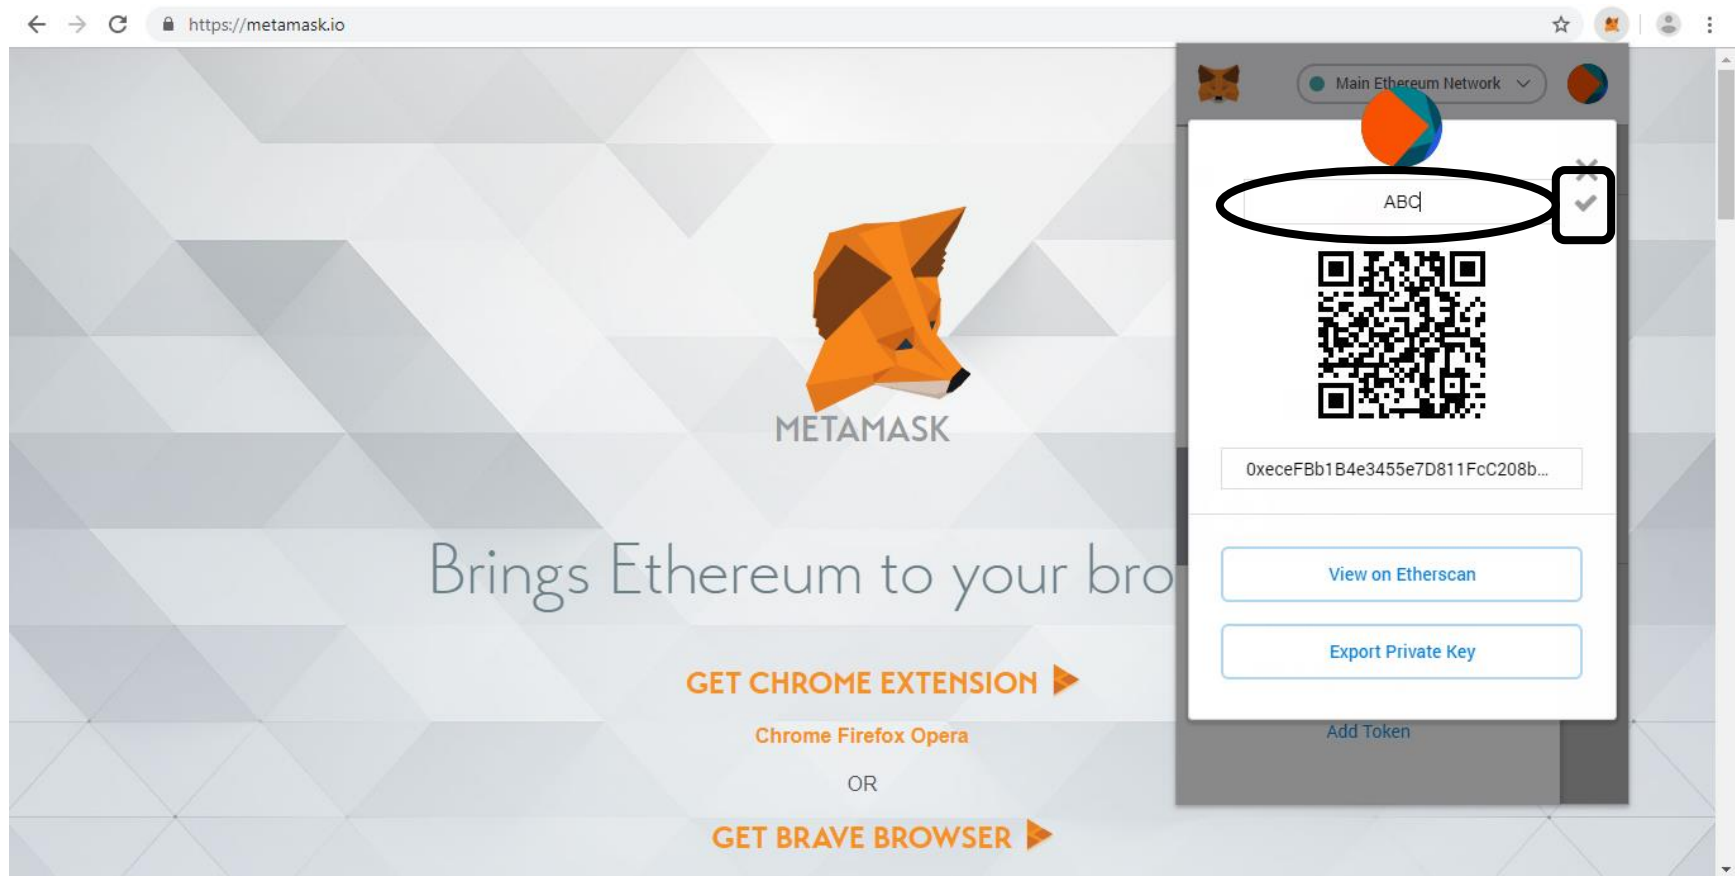 https://metamask.io
Main Ethereum Network
ABC
0xeceFBb1B4e3455e7D811FcC208b...
View on Etherscan
Export Private Key
Add Token
METAMASK
Brings Ethereum to your bro
GET CHROME EXTENSION
Chrome Firefox Opera
OR
GET BRAVE BROWSER